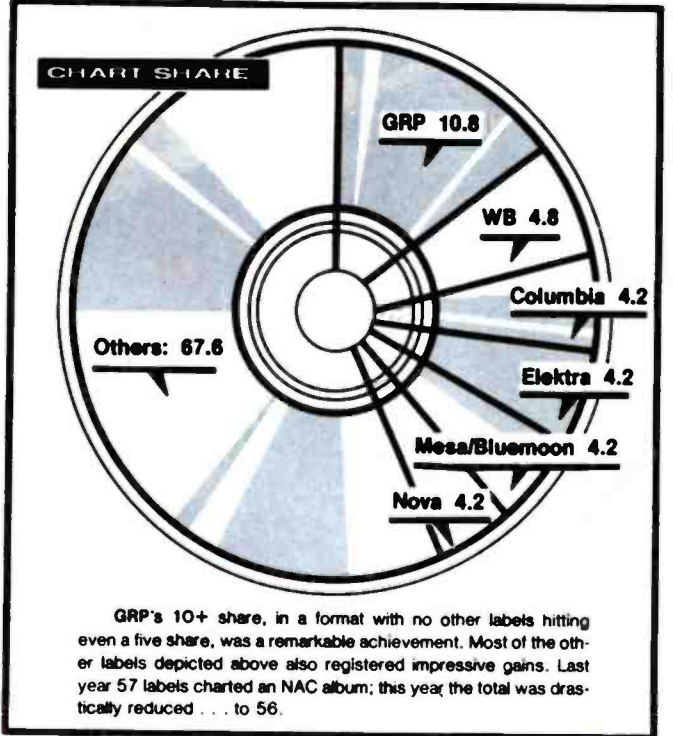 CHART SHARE
GRP 10.8
WB 4.8
Columbia 4.2
Elektra 4.2
Others: 67.6
Mesa/Bluemoon 4.2
Nova 4.2
GRP's 10+ share, in a format with no other labels hitting
even a five share, was a remarkable achievement. Most of the oth-
er labels depicted above also registered impressive gains. Last
year 57 labels charted an NAC album; this year the total was dras-
tically reduced . . . to 56.